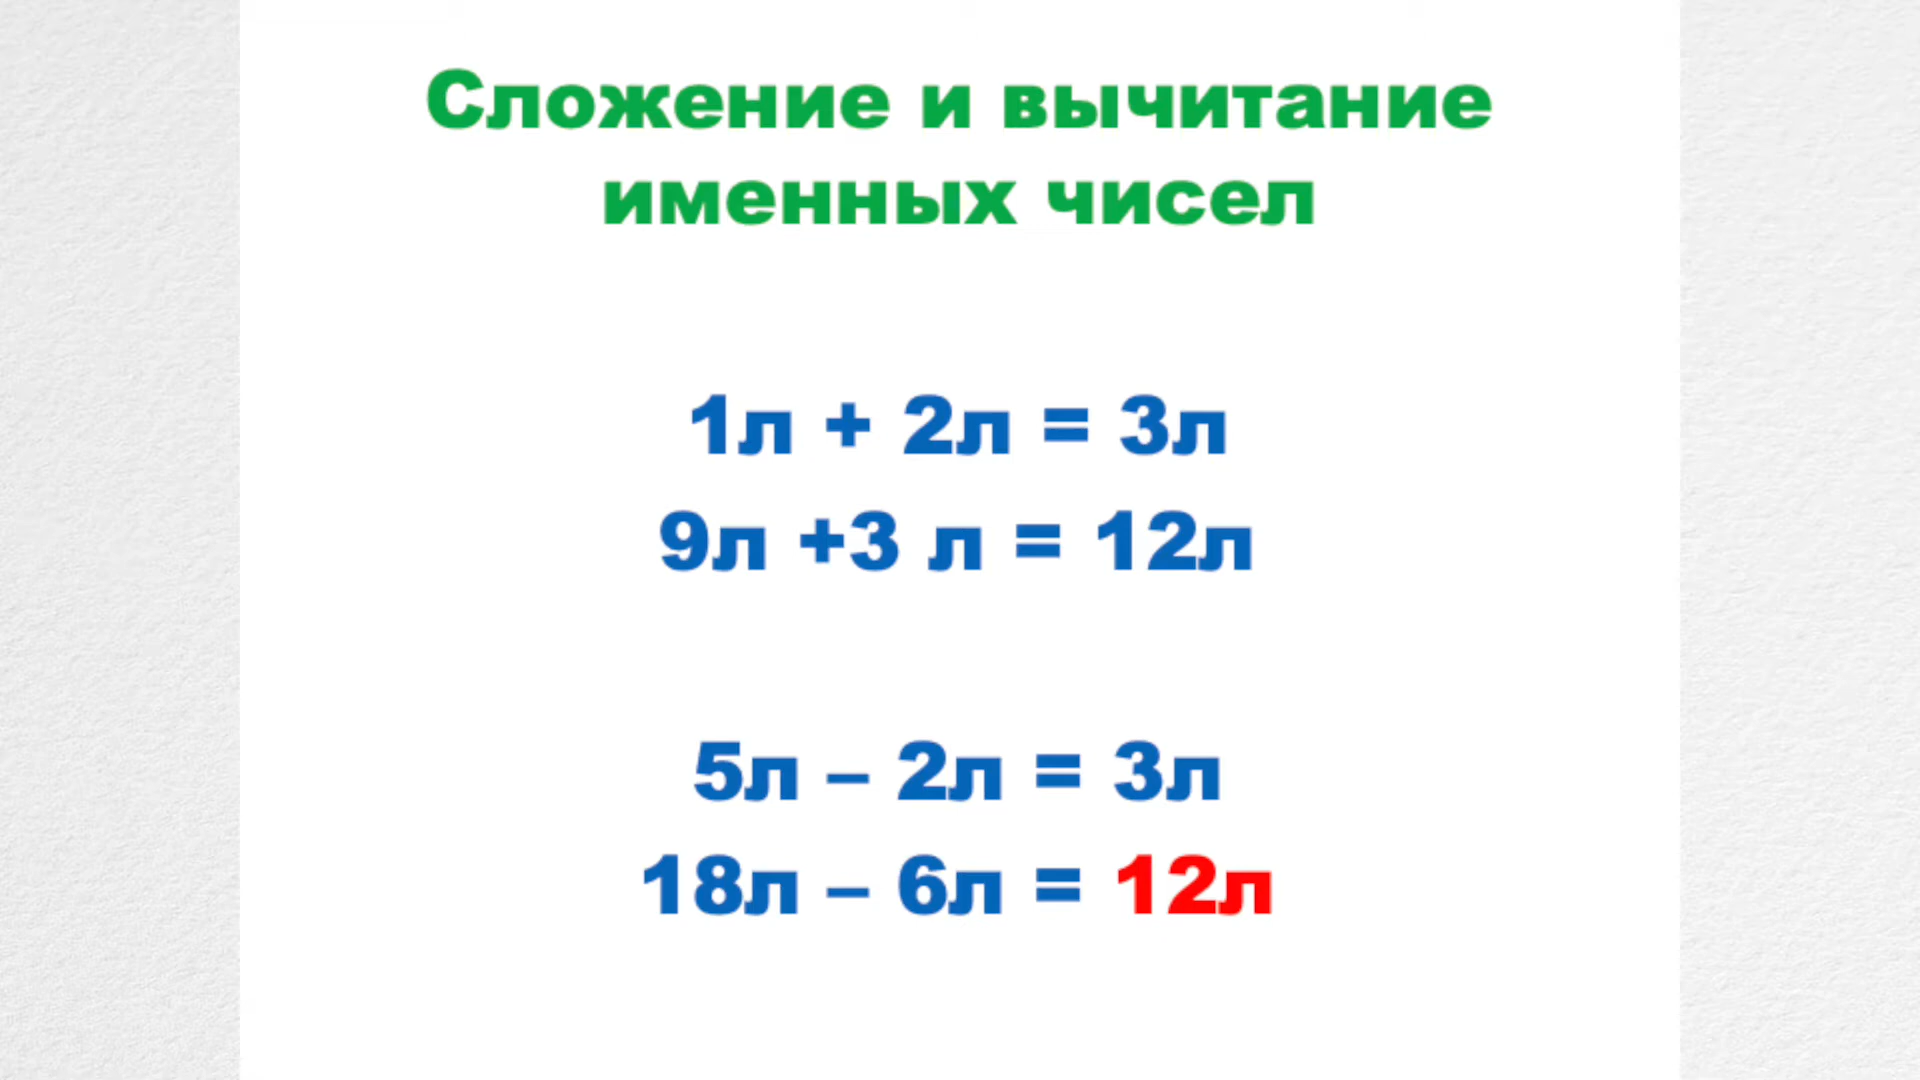 Сложение и вычитание
именных чисел
1л + 2л = 3л
9л +3 л = 12л
5л – 2л = 3л
18л – 6л = 12л